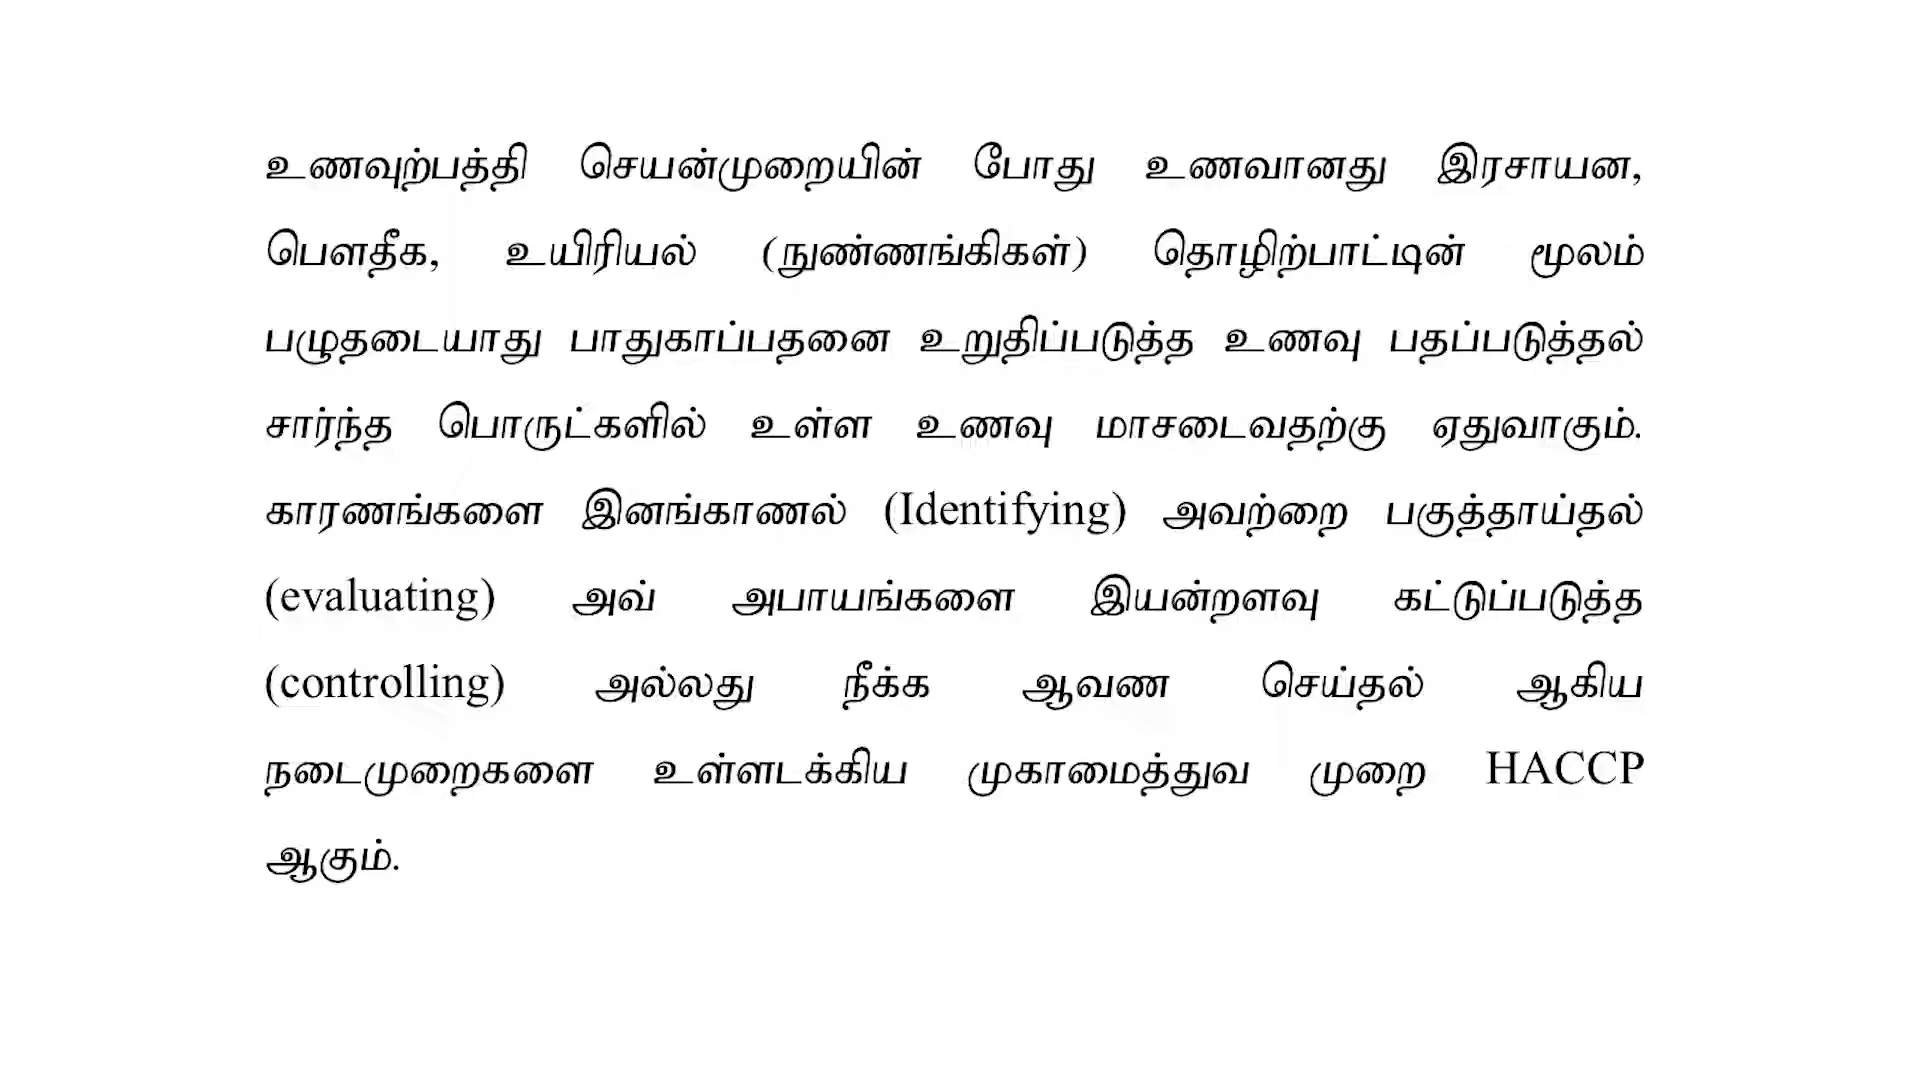 உணவுற்பத்தி செயன்முறையின் போது உணவானது இரசாயன,
பௌதீக, உயிரியல் (நுண்ணங்கிகள்) தொழிற்பாட்டின் மூலம்
பழுதடையாது பாதுகாப்பதனை உறுதிப்படுத்த உணவு பதப்படுத்தல்
சார்ந்த பொருட்களில் உள்ள உணவு மாசடைவதற்கு ஏதுவாகும்.
காரணங்களை இனங்காணல் (Identifying) அவற்றை பகுத்தாய்தல்
(evaluating) அவ் அபாயங்களை இயன்றளவு கட்டுப்படுத்த
(controlling) அல்லது நீக்க ஆவண செய்தல் ஆகிய
நடைமுறைகளை உள்ளடக்கிய முகாமைத்துவ முறை HACCP
ஆகும்.